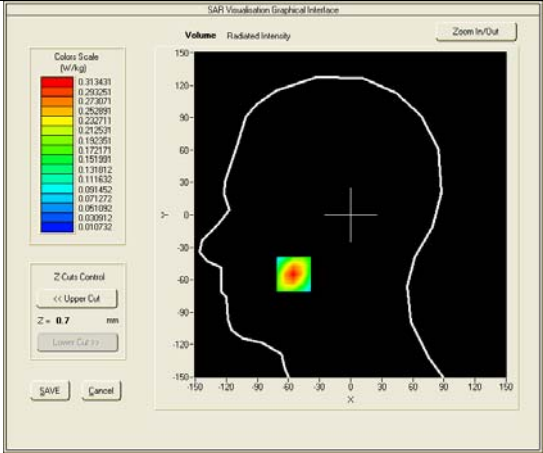 SAR Visualisation Graphical Interface
Volume Radiated Intensity
Zoom In/Out
Colors Scale
(W/kg)
0.313431
0.293251
0.273071
0.252891
0.232711
0.212531
0.192351
0.172171
0.151991
0.131812
0.111632
0.091452
0.071272
0.051092
0.030912
0.010732
Z Cuts Control
<< Upper Cut
Z = 0.7 mm
Lower Cut >>
SAVE Cancel
150
120
90
60
30
0
-30
-60
-90
-120
-150
Y
-150 -120 -90 -60 -30 0 30 60 90 120 150
X